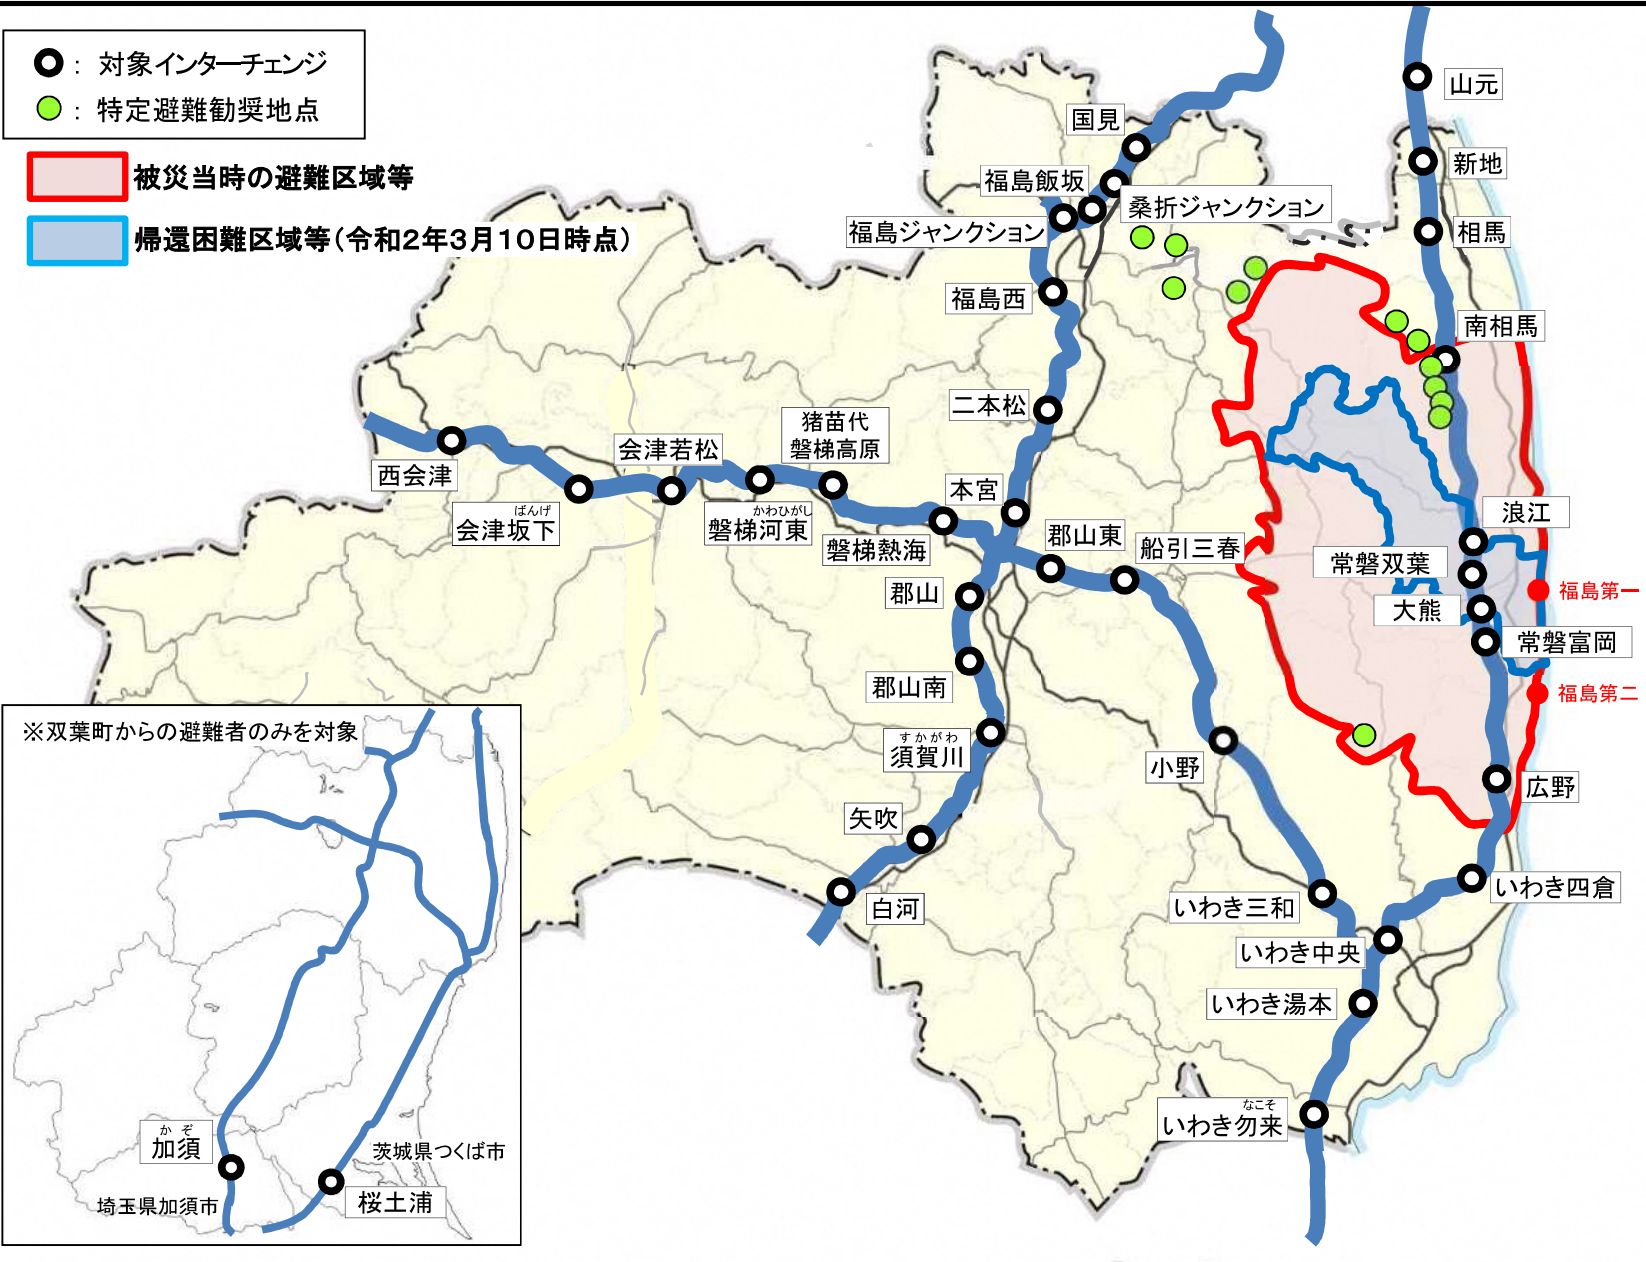 ：対象インターチェンジ
：特定避難勧奨地点
被災当時の避難区域等
帰還困難区域等（令和２年３月１０日時点）
山元
国見
新地
福島飯坂
桑折ジャンクション
福島ジャンクション
相馬
福島西
南相馬
二本松
猪苗代
磐梯高原
会津若松
西会津
本宮
ばんげ
会津坂下
かわひがし
磐梯河東
浪江
磐梯熱海
郡山東
船引三春
常磐双葉
郡山
福島第一
大熊
常磐富岡
郡山南
福島第二
すかがわ
須賀川
小野
広野
矢吹
いわき四倉
白河
いわき三和
いわき中央
いわき湯本
なこそ
いわき勿来
※双葉町からの避難者のみを対象
かぞ
加須
茨城県つくば市
埼玉県加須市
桜土浦